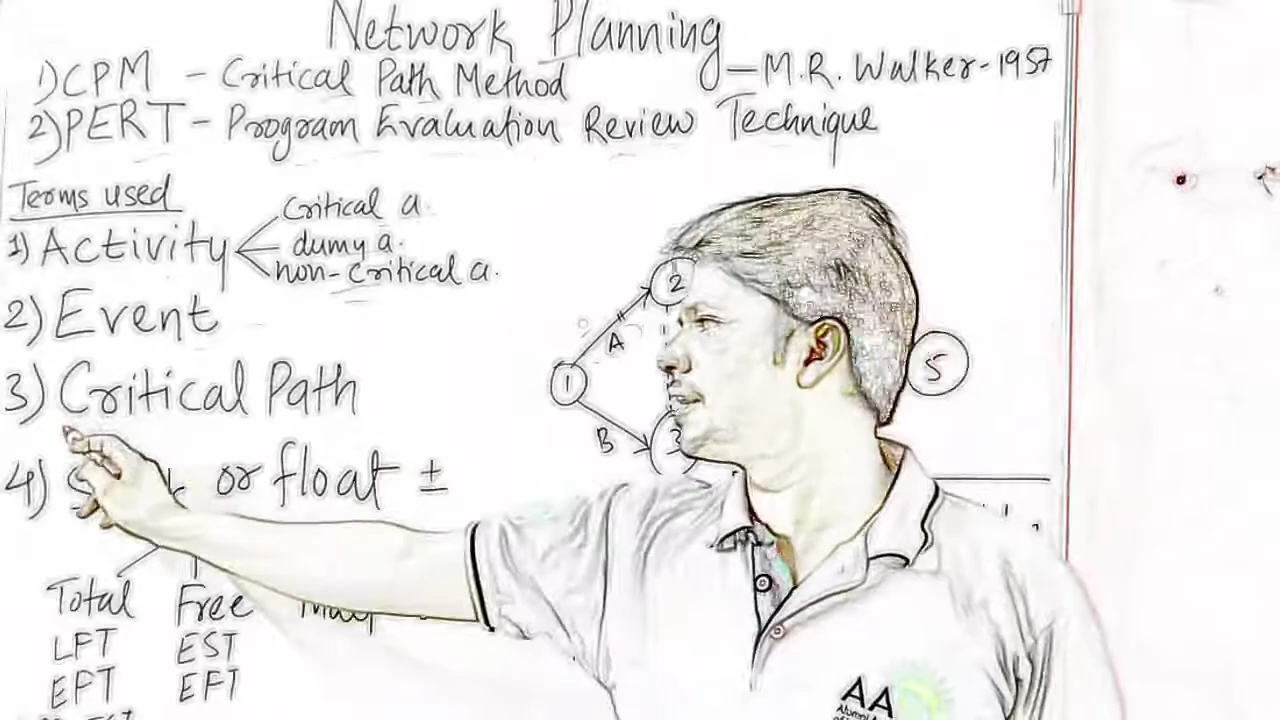 Network Planning
1) CPM - Critical Path Method - M.R. Walker - 1957
2) PERT - Program Evaluation Review Technique
Terms used
1) Activity
Critical a.
dumy a.
non-critical a.
2) Event
3) Critical Path
4) or float ±
1
2
3
5
A
B
Total Free
LFT EST
EFT EFT
AA
Alumni